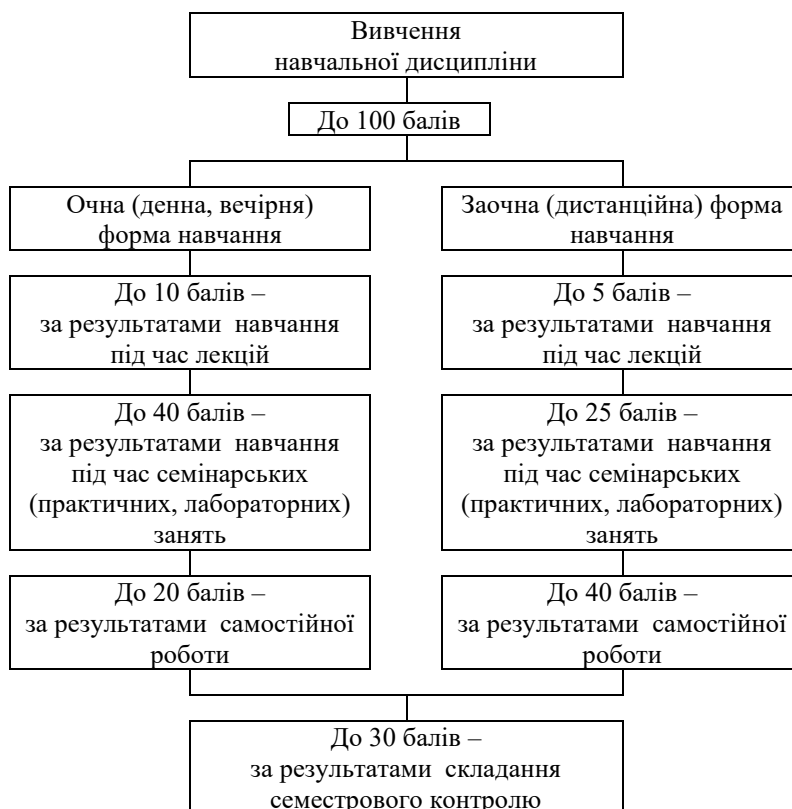 Вивчення
навчальної дисципліни
До 100 балів
Очна (денна, вечірня)
форма навчання
До 10 балів –
за результатами навчання
під час лекцій
До 40 балів –
за результатами навчання
під час семінарських
(практичних, лабораторних)
занять
До 20 балів –
за результатами самостійної
роботи
Заочна (дистанційна) форма
навчання
До 5 балів –
за результатами навчання
під час лекцій
До 25 балів –
за результатами навчання
під час семінарських
(практичних, лабораторних)
занять
До 40 балів –
за результатами самостійної
роботи
До 30 балів –
за результатами складання
семестрового контролю